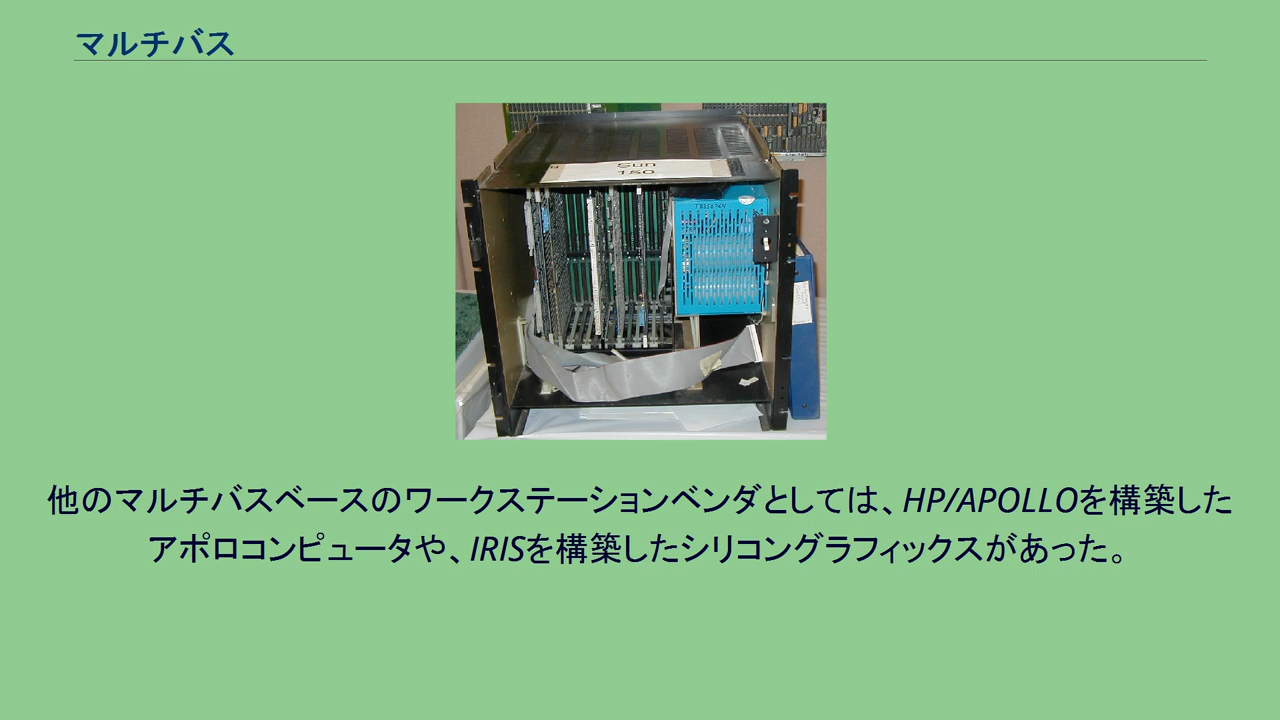 マルチバス
Sun
150
他のマルチバスベースのワークステーションベンダとしては、HP/APOLLOを構築した
アポロコンピュータや、IRISを構築したシリコングラフィックスがあった。